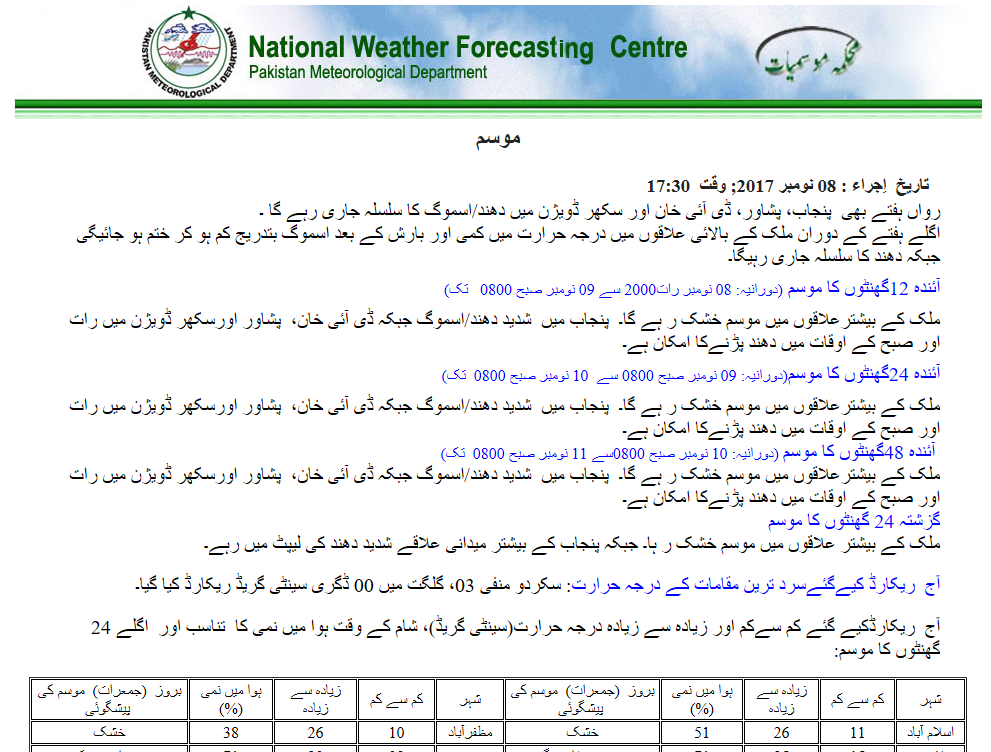 PAKISTAN METEOROLOGICAL DEPARTMENT
National Weather Forecasting Centre
Pakistan Meteorological Department
محکمہ موسمیات
موسم
تاریخ اِجراء : 08 نومبر 2017; وقت 17:30
رواں ہفتے بھی پنجاب، پشاور، ڈی آئی خان اور سکھر ڈویژن میں دھند/اسموگ کا سلسلہ جاری رہے گا ۔
اگلے ہفتے کے دوران ملک کے بالائی علاقوں میں درجہ حرارت میں کمی اور بارش کے بعد اسموگ بتدریج کم ہو کر ختم ہو جائیگی
جبکہ دھند کا سلسلہ جاری رہیگا۔
آئندہ 12گھنٹوں کا موسم (دورانیہ: 08 نومبر رات2000 سے 09 نومبر صبح 0800 تک)
ملک کے بیشترعلاقوں میں موسم خشک ر ہے گا۔ پنجاب میں شدید دھند/اسموگ جبکہ ڈی آئی خان، پشاور اورسکھر ڈویژن میں رات
اور صبح کے اوقات میں دھند پڑنےکا امکان ہے۔
آئندہ 24گھنٹوں کا موسم(دورانیہ: 09 نومبر صبح 0800 سے 10 نومبر صبح 0800 تک)
ملک کے بیشترعلاقوں میں موسم خشک ر ہے گا۔ پنجاب میں شدید دھند/اسموگ جبکہ ڈی آئی خان، پشاور اورسکھر ڈویژن میں رات
اور صبح کے اوقات میں دھند پڑنےکا امکان ہے۔
آئندہ 48گھنٹوں کا موسم (دورانیہ: 10 نومبر صبح 0800سے 11 نومبر صبح 0800 تک)
ملک کے بیشترعلاقوں میں موسم خشک ر ہے گا۔ پنجاب میں شدید دھند/اسموگ جبکہ ڈی آئی خان، پشاور اورسکھر ڈویژن میں رات
اور صبح کے اوقات میں دھند پڑنےکا امکان ہے۔
گزشتہ 24 گھنٹوں کا موسم
ملک کے بیشتر علاقوں میں موسم خشک ر ہا۔ جبکہ پنجاب کے بیشتر میدانی علاقے شدید دھند کی لپیٹ میں رہے۔
آج ریکارڈ کیےگئےسرد ترین مقامات کے درجہ حرارت: سکردو منفی 03، گلگت میں 00 ڈگری سینٹی گریڈ ریکارڈ کیا گیا۔
آج ریکارڈکیے گئے کم سےکم اور زیادہ سے زیادہ درجہ حرارت(سینٹی گریڈ)، شام کے وقت ہوا میں نمی کا تناسب اور اگلے 24
گھنٹوں کا موسم:
شہر کم سے کم زیادہ سے زیادہ ہوا میں نمی (%) بروز (جمعرات) موسم کی پیشگوئی شہر کم سے کم زیادہ سے زیادہ ہوا میں نمی (%) بروز (جمعرات) موسم کی پیشگوئی
اسلام آباد 11 26 51 خشک مظفرآباد 10 26 38 خشک